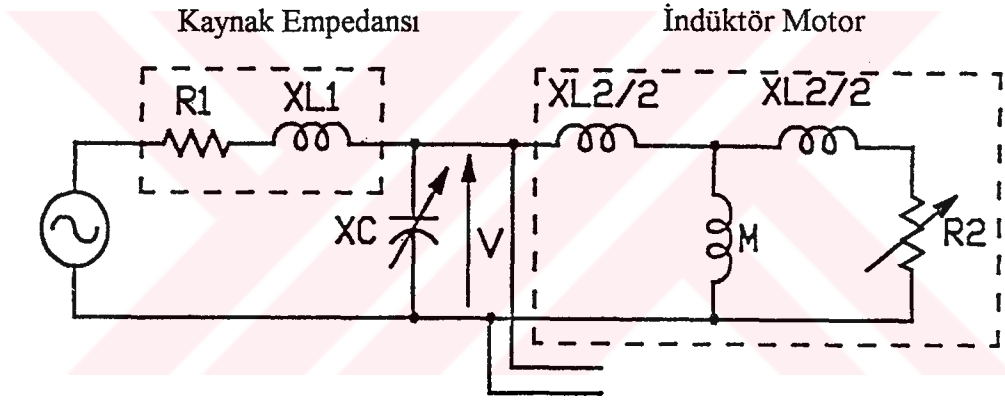 Kaynak Empedansı
İndüktör Motor
R1
XL1
XL2/2
XL2/2
XC
V
M
R2